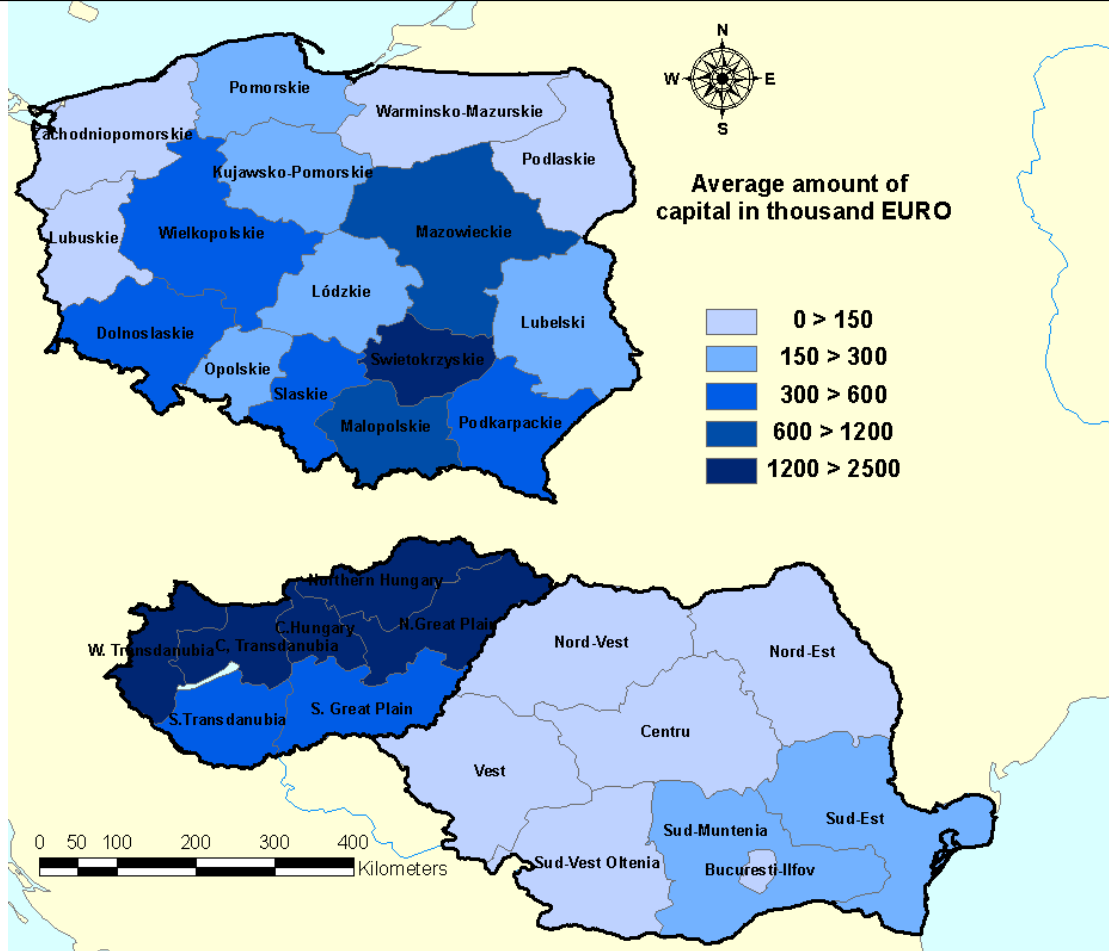 N
W
E
S
Average amount of
capital in thousand EURO
0 > 150
150 > 300
300 > 600
600 > 1200
1200 > 2500
Pomorskie
Warminsko-Mazurskie
Zachodniopomorskie
Podlaskie
Kujawsko-Pomorskie
Wielkopolskie
Mazowieckie
Lubuskie
Lódzkie
Lubelski
Dolnoslaskie
Swietokrzyskie
Opolskie
Slaskie
Malopolskie
Podkarpackie
Northern Hungary
C.Hungary
N.Great Plain
W. Transdanubia
C, Transdanubia
S.Transdanubia
S. Great Plain
Nord-Vest
Nord-Est
Centru
Vest
Sud-Est
Sud-Muntenia
Sud-Vest Oltenia
Bucuresti-Ilfov
0 50 100 200 300 400
Kilometers